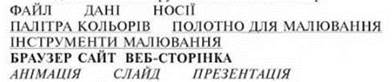 ФАЙЛ ДАНІ НОСІЇ
ПАЛІТРА КОЛЬОРІВ ПОЛОТНО ДЛЯ МАЛЮВАННЯ
ІНСТРУМЕНТИ МАЛЮВАННЯ
БРАУЗЕР САЙТ ВЕБ-СТОРІНКА
АНІМАЦІЯ СЛАЙД ПРЕЗЕНТАЦІЯ